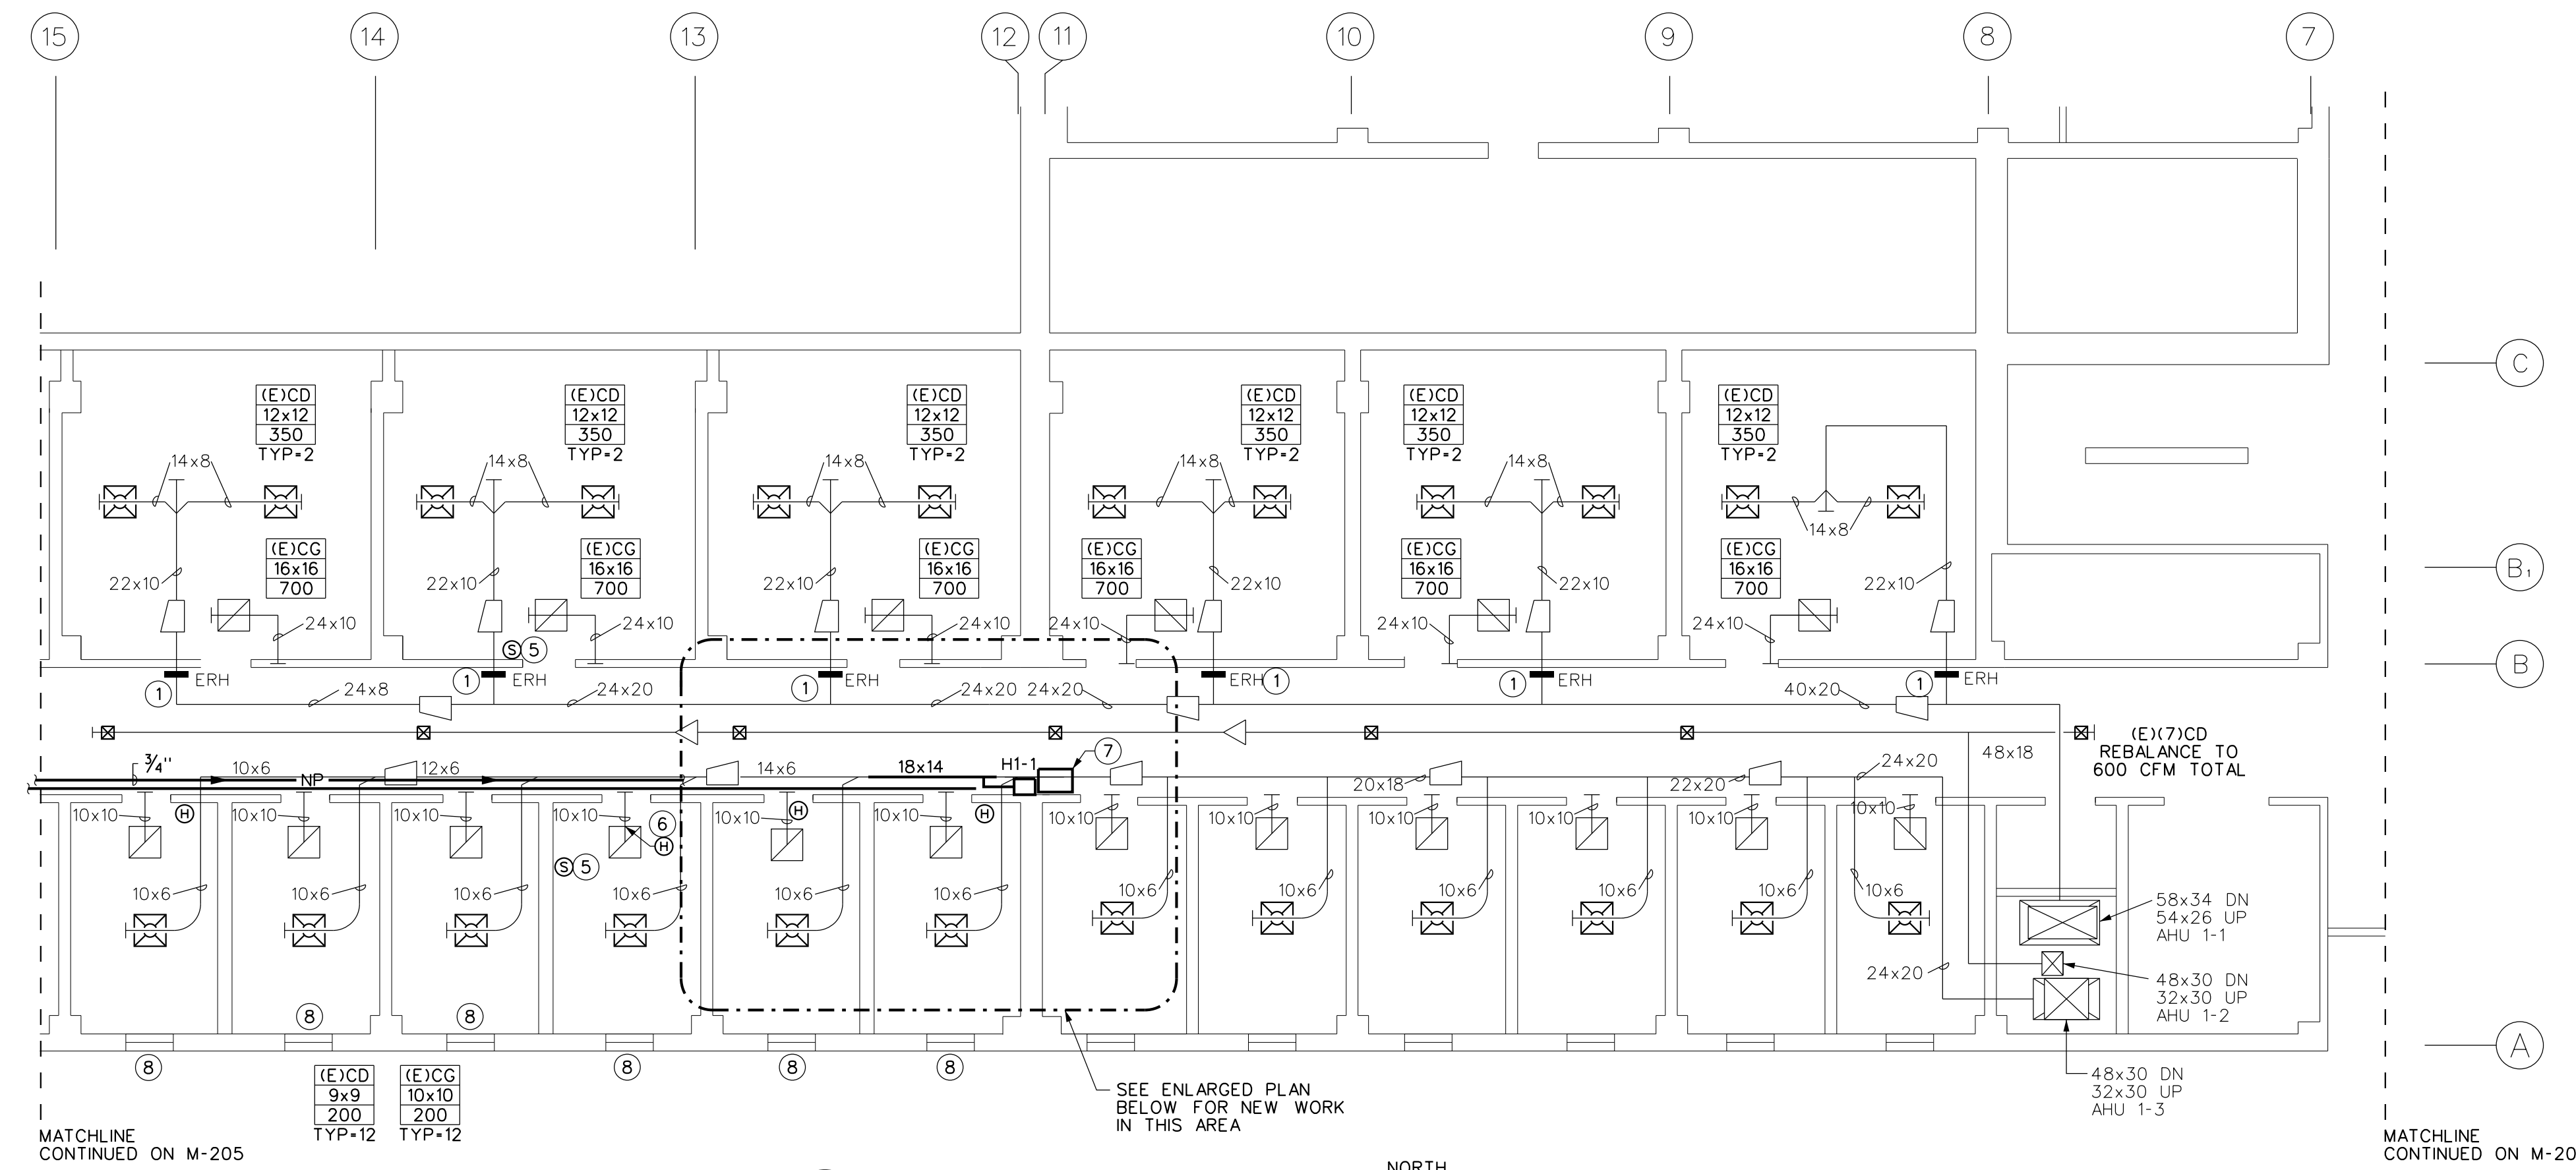 15 14 13 12 11 10 9 8 7
C
(E)CD (E)CD (E)CD (E)CD (E)CD (E)CD
12x12 12x12 12x12 12x12 12x12 12x12
350 350 350 350 350 350
TYP=2 TYP=2 TYP=2 TYP=2 TYP=2 TYP=2
14x8 14x8 14x8 14x8 14x8
14x8
(E)CG (E)CG (E)CG (E)CG (E)CG (E)CG
16x16 16x16 16x16 16x16 16x16 16x16
700 700 700 700 700 700
B1
22x10 22x10 22x10 22x10 22x10 22x10
24x10 24x10 24x10 24x10 24x10 24x10
S 5
B
ERH ERH ERH ERH ERH ERH
1 1 1 1 1 1
24x8 24x20 24x20 24x20 40x20
(E)(7)CD
REBALANCE TO
600 CFM TOTAL
48x18
7
3/4" 10x6 NP 12x6 14x6 18x14 H1-1 20x18 22x20 24x20
10x10 H 10x10 10x10 10x10 10x10 H 10x10 H 10x10 10x10 10x10 10x10 10x10 10x10
6
H
S 5
10x6 10x6 10x6 10x6 10x6 10x6 10x6 10x6 10x6 10x6 10x6 10x6
58x34 DN
54x26 UP
AHU 1-1
24x20
48x30 DN
32x30 UP
AHU 1-2
8 8
A
8 8 8 8
48x30 DN
32x30 UP
AHU 1-3
(E)CD (E)CG
9x9 10x10
200 200
TYP=12 TYP=12
SEE ENLARGED PLAN
BELOW FOR NEW WORK
IN THIS AREA
MATCHLINE
CONTINUED ON M-205
MATCHLINE
CONTINUED ON M-20
NORTH